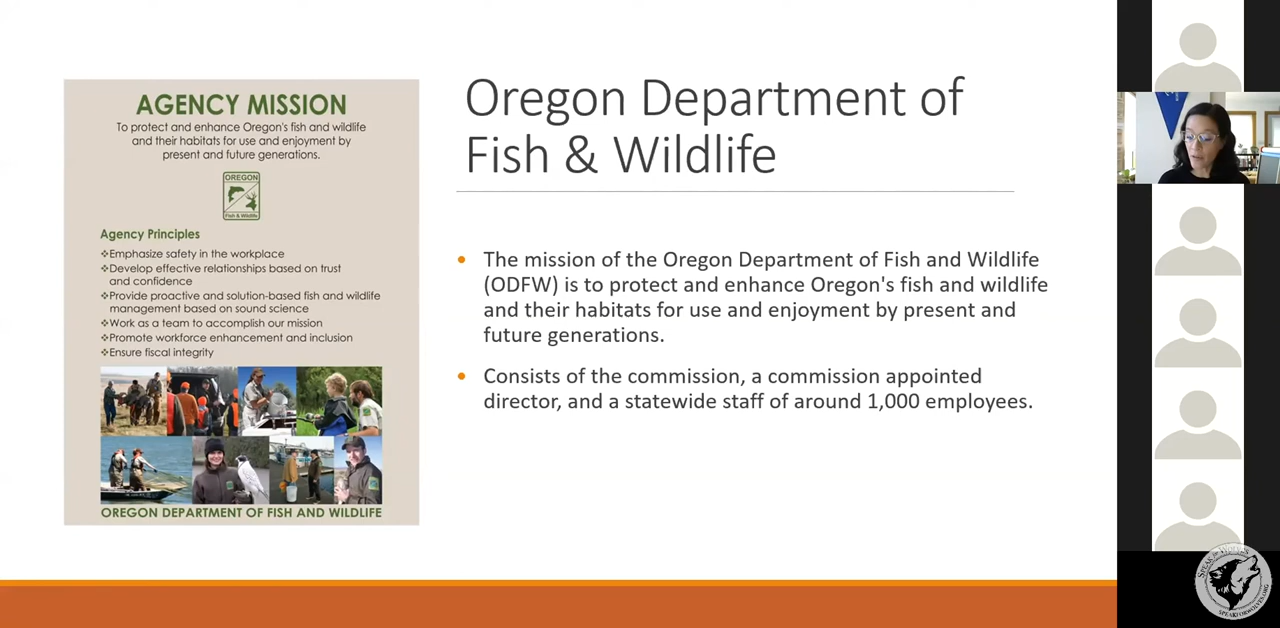 AGENCY MISSION
To protect and enhance Oregon's fish and wildlife
and their habitats for use and enjoyment by
present and future generations.
OREGON
Fish & Wildlife
Agency Principles
❖Emphasize safety in the workplace
❖Develop effective relationships based on trust
and confidence
❖Provide proactive and solution-based fish and wildlife
management based on sound science
❖Work as a team to accomplish our mission
❖Promote workforce enhancement and inclusion
❖Ensure fiscal integrity
OREGON DEPARTMENT OF FISH AND WILDLIFE
Oregon Department of
Fish & Wildlife
• The mission of the Oregon Department of Fish and Wildlife
(ODFW) is to protect and enhance Oregon's fish and wildlife
and their habitats for use and enjoyment by present and
future generations.
• Consists of the commission, a commission appointed
director, and a statewide staff of around 1,000 employees.
SPEAK for WOLVES
SPEAKFORWOLVES.ORG